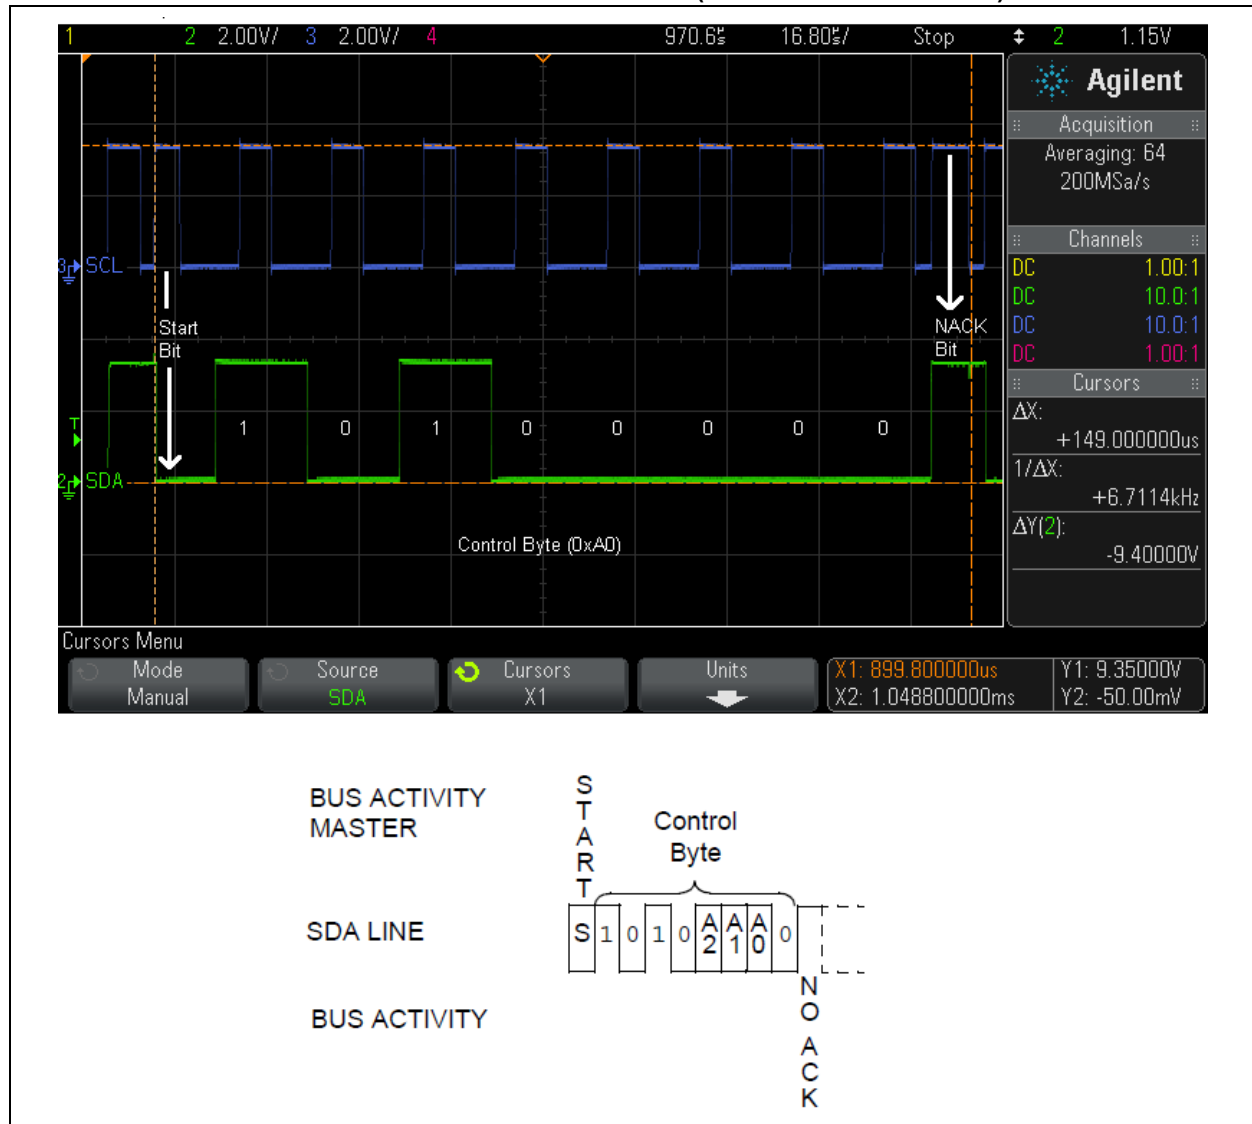 1 2 2.00V/ 3 2.00V/ 4 970.6us 16.80us/ Stop 2 1.15V
Agilent
Acquisition
Averaging: 64
200MSa/s
Channels
DC 1.00:1
DC 10.0:1
DC 10.0:1
DC 1.00:1
Cursors
ΔX:
+149.000000us
1/ΔX:
+6.7114kHz
ΔY(2):
-9.40000V
3 SCL
Start
Bit
NACK
Bit
T
1 0 1 0 0 0 0 0
2 SDA
Control Byte (0xA0)
Cursors Menu
Mode
Manual
Source
SDA
Cursors
X1
Units
X1: 899.800000us
X2: 1.048800000ms
Y1: 9.35000V
Y2: -50.00mV
BUS ACTIVITY
MASTER
START
Control
Byte
SDA LINE
S 1 0 1 0 A2 A1 A0 0
BUS ACTIVITY
NO ACK